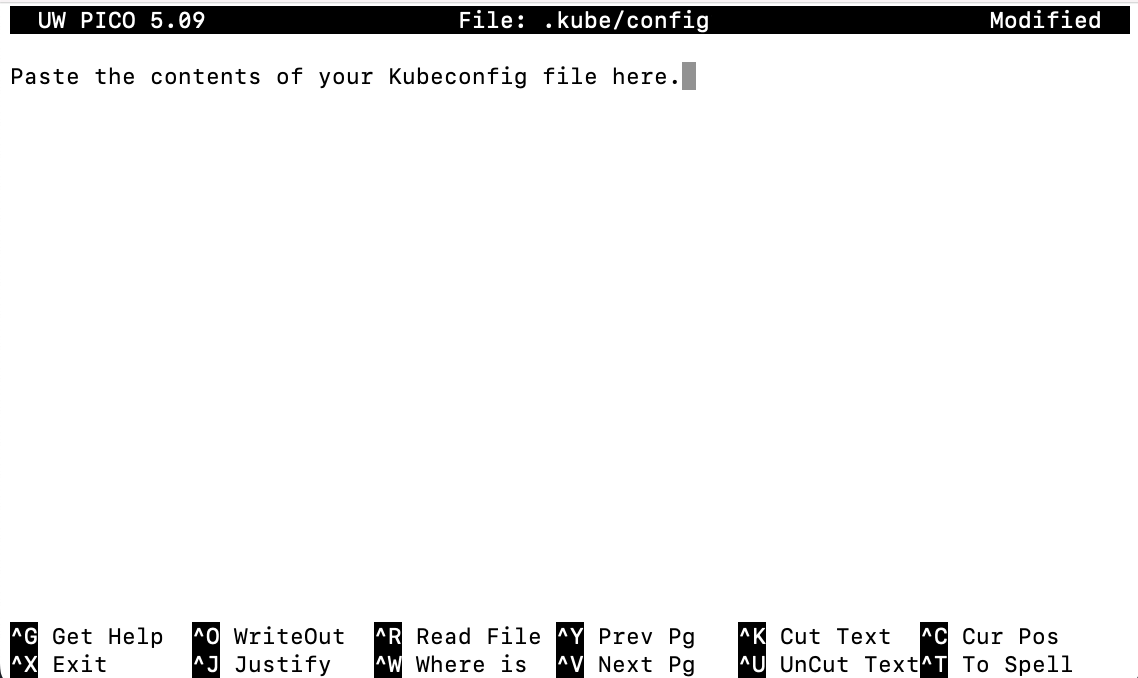 UW PICO 5.09 File: .kube/config Modified
Paste the contents of your Kubeconfig file here.
^G Get Help ^O WriteOut ^R Read File ^Y Prev Pg ^K Cut Text ^C Cur Pos
^X Exit ^J Justify ^W Where is ^V Next Pg ^U UnCut Text ^T To Spell